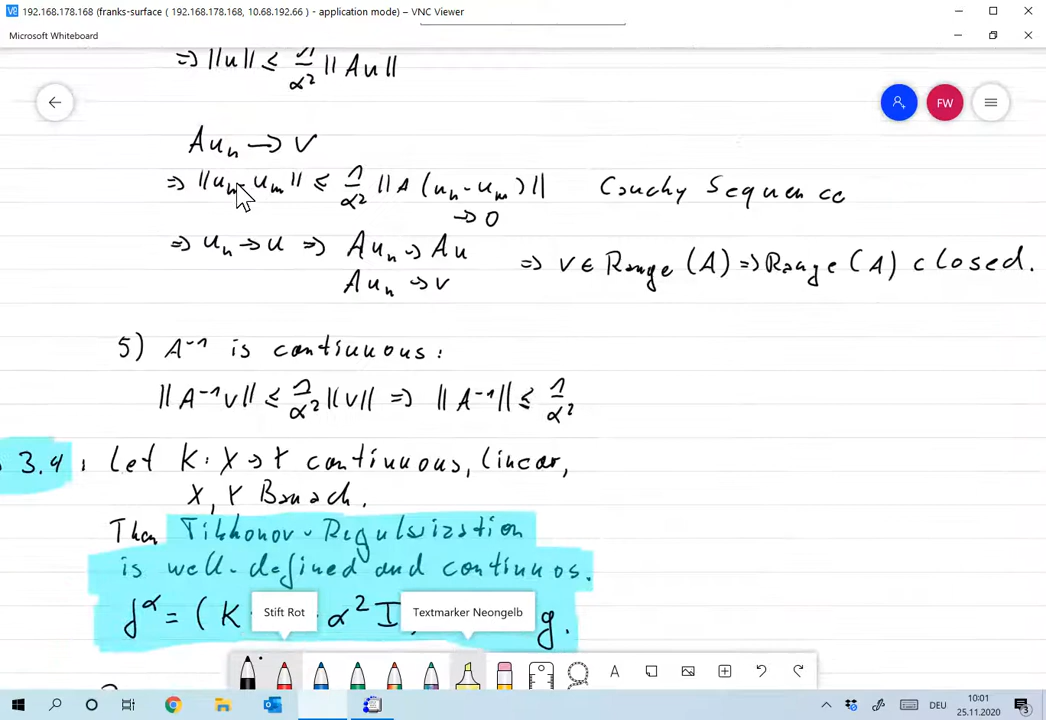 192.168.178.168 (franks-surface ( 192.168.178.168, 10.68.192.66 ) - application mode) – VNC Viewer
Microsoft Whiteboard
=> ||u|| ≤ 1/α² ||Au||
FW
Au_n → v
=> ||u_n - u_m|| ≤ 1/α² ||A(u_n - u_m)|| Cauchy Sequence
→ 0
=> u_n → u => Au_n → Au
=> v ∈ Range (A) => Range (A) closed.
Au_n → v
5) A⁻¹ is continuous:
||A⁻¹v|| ≤ 1/α² ||v|| => ||A⁻¹|| ≤ 1/α²
3.4: Let K: X → Y continuous, linear,
X, Y Banach.
Then Tikhonov-Regularization
is well-defined and continuos.
f^α = (K α² I g.
Stift Rot
Textmarker Neongelb
A
DEU
10:01
25.11.2020
3